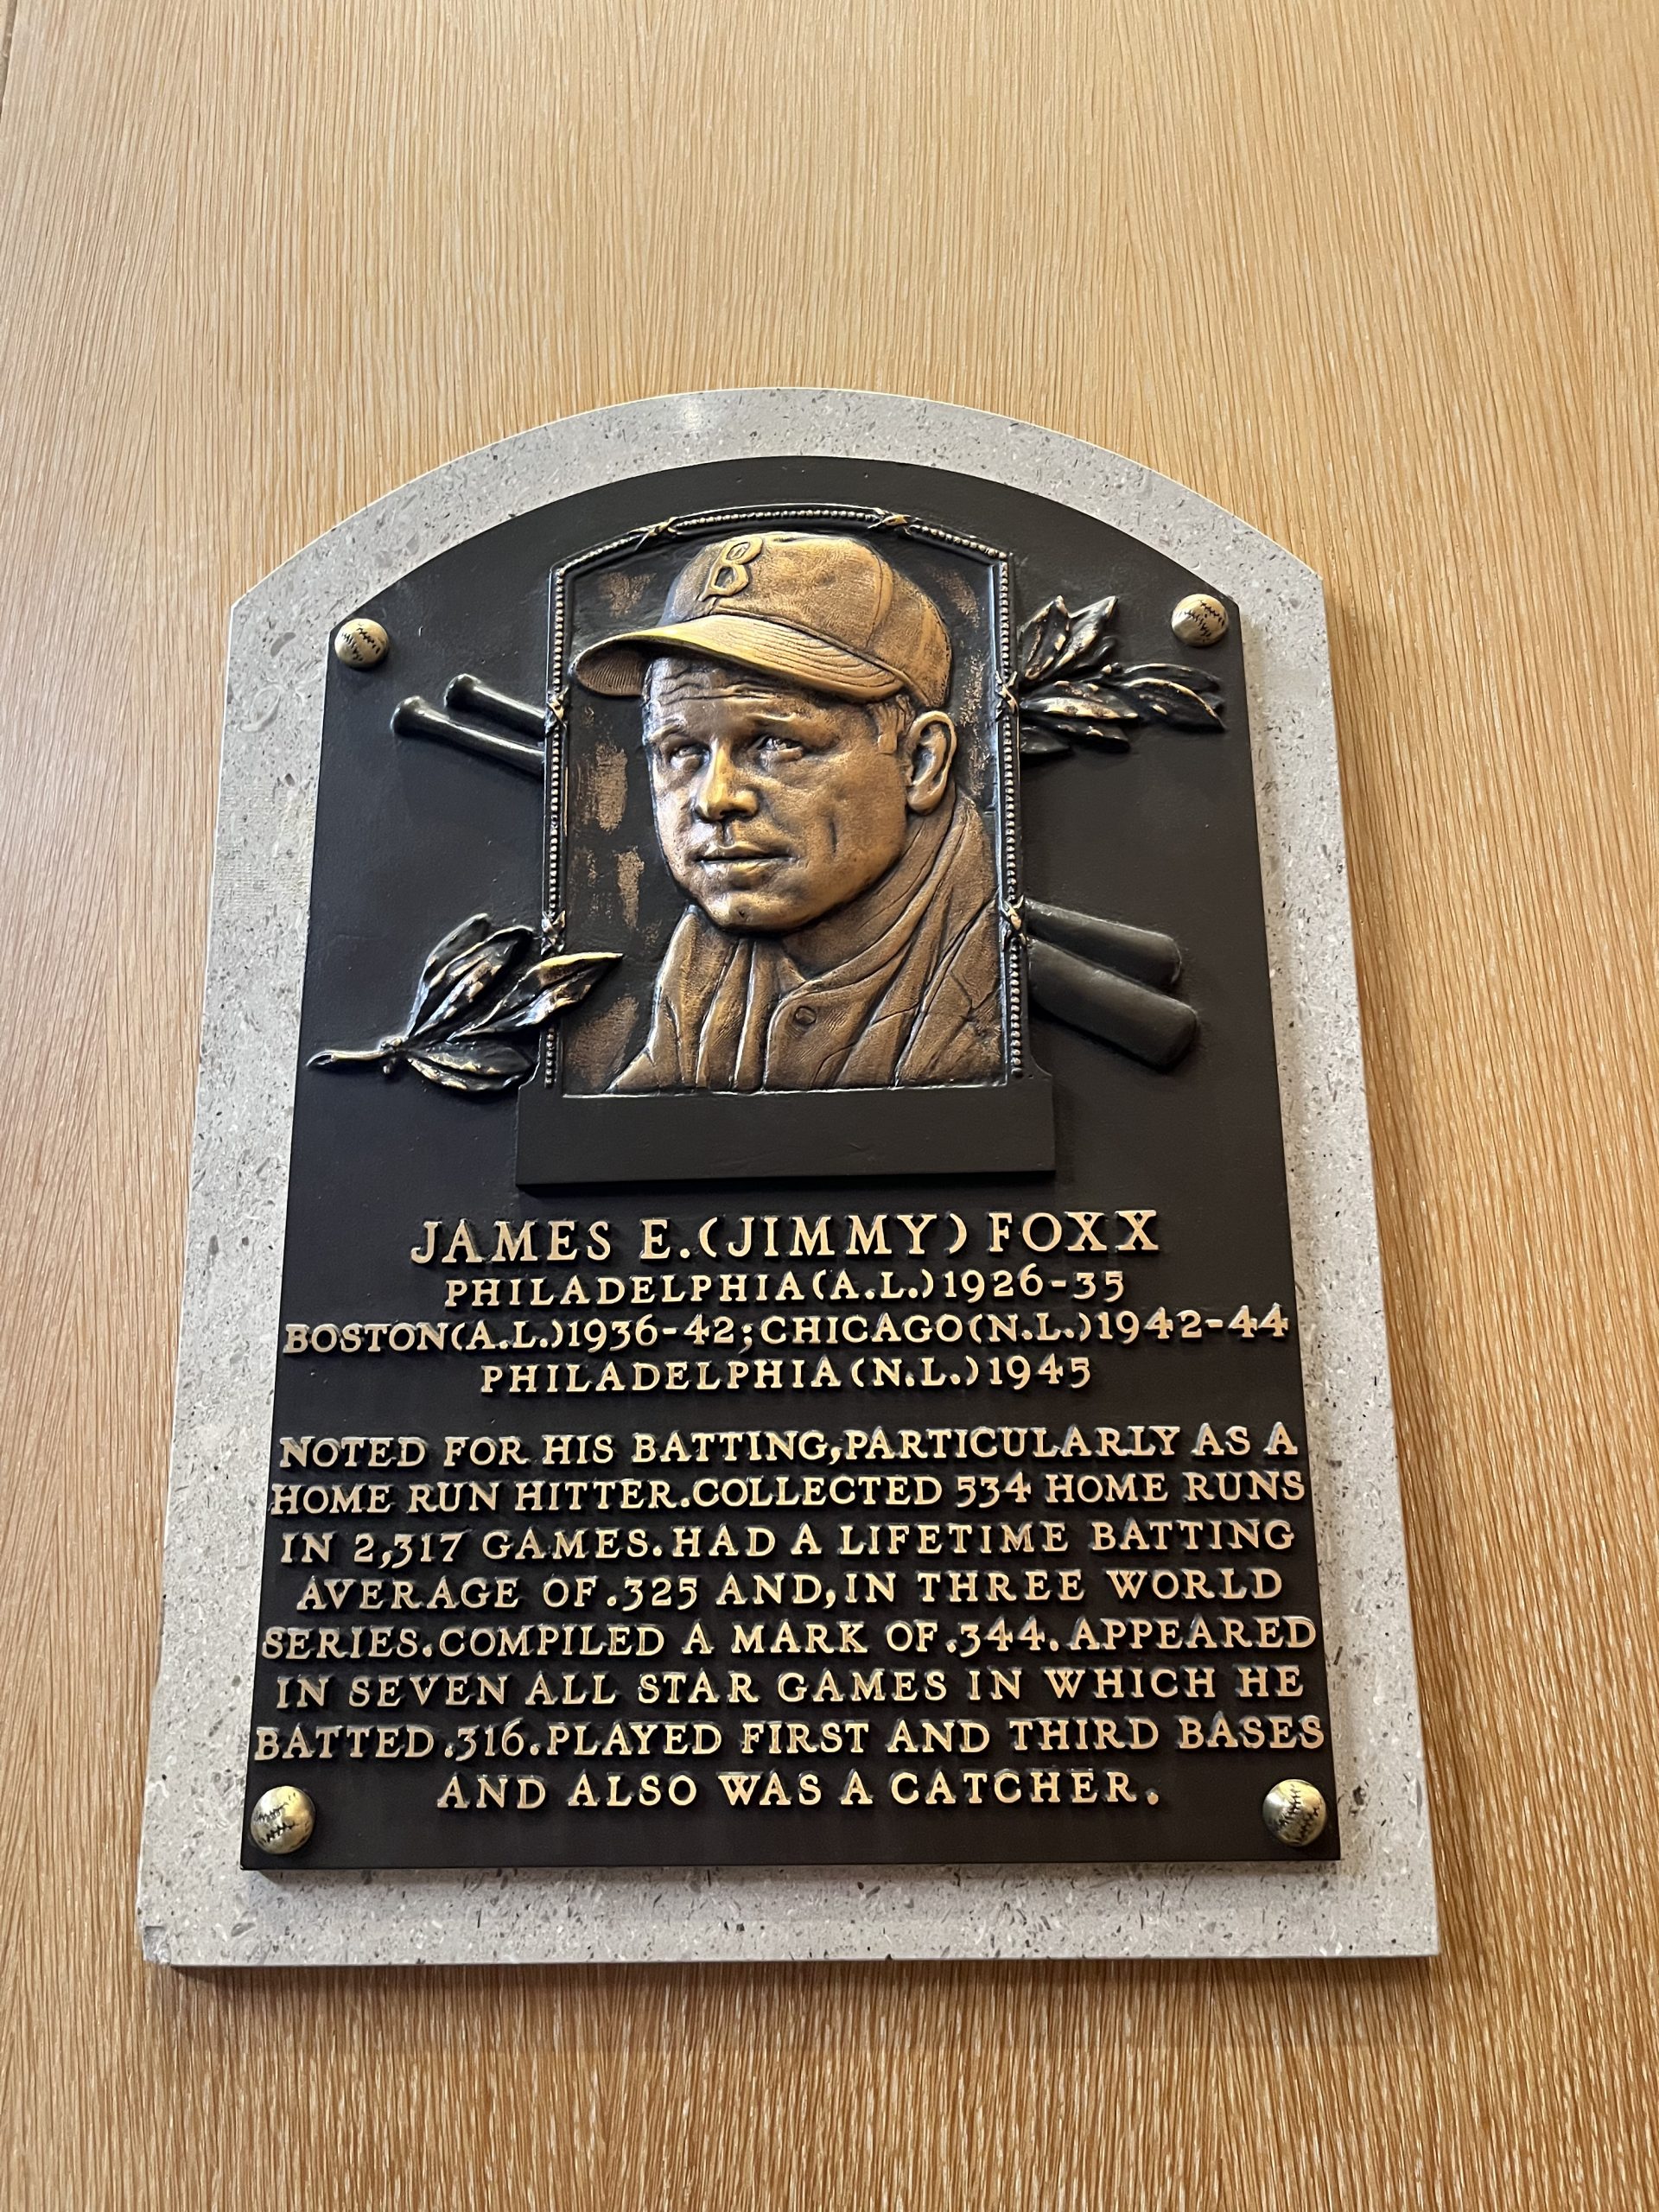 B
JAMES E. (JIMMY) FOXX
PHILADELPHIA (A.L.) 1926-35
BOSTON (A.L.) 1936-42; CHICAGO (N.L.) 1942-44
PHILADELPHIA (N.L.) 1945
NOTED FOR HIS BATTING, PARTICULARLY AS A
HOME RUN HITTER. COLLECTED 534 HOME RUNS
IN 2,317 GAMES. HAD A LIFETIME BATTING
AVERAGE OF .325 AND, IN THREE WORLD
SERIES. COMPILED A MARK OF .344. APPEARED
IN SEVEN ALL STAR GAMES IN WHICH HE
BATTED .316. PLAYED FIRST AND THIRD BASES
AND ALSO WAS A CATCHER.